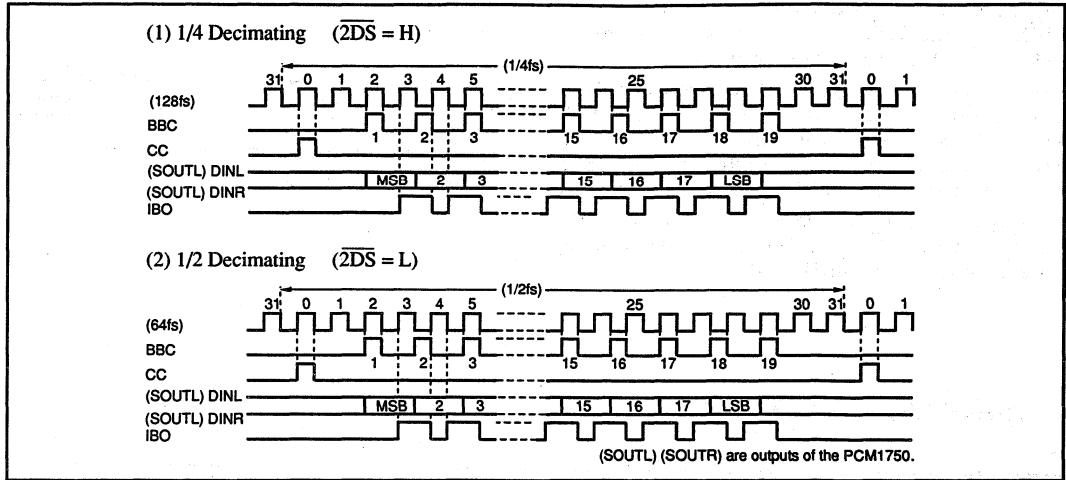 (1) 1/4 Decimating (2DS = H)
(1/4fs)
31 0 1 2 3 4 5 25 30 31 0 1
(128fs)
BBC
1 2 3 15 16 17 18 19
CC
(SOUTL) DINL
MSB 2 3 15 16 17 LSB
(SOUTL) DINR
IBO
(2) 1/2 Decimating (2DS = L)
(1/2fs)
31 0 1 2 3 4 5 25 30 31 0 1
(64fs)
BBC
1 2 3 15 16 17 18 19
CC
(SOUTL) DINL
MSB 2 3 15 16 17 LSB
(SOUTL) DINR
IBO
(SOUTL) (SOUTR) are outputs of the PCM1750.